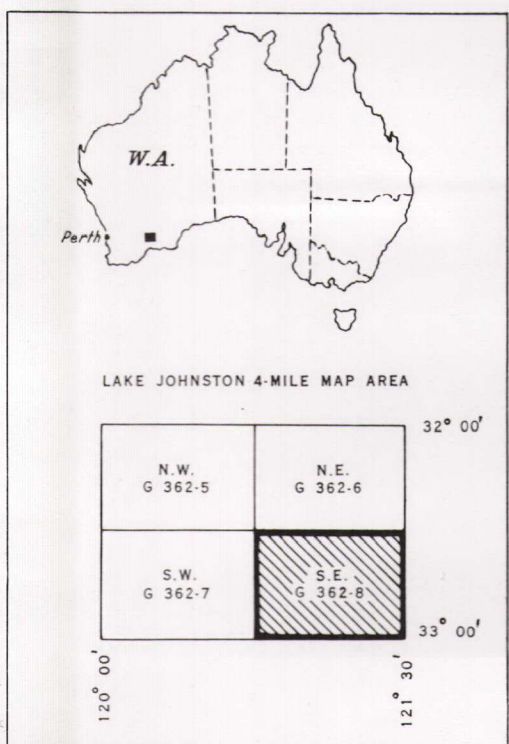 W.A.
Perth
LAKE JOHNSTON 4-MILE MAP AREA
32° 00'
N.W.
G 362-5
N.E.
G 362-6
S.W.
G 362-7
S.E.
G 362-8
33° 00'
120° 00'
121° 30'